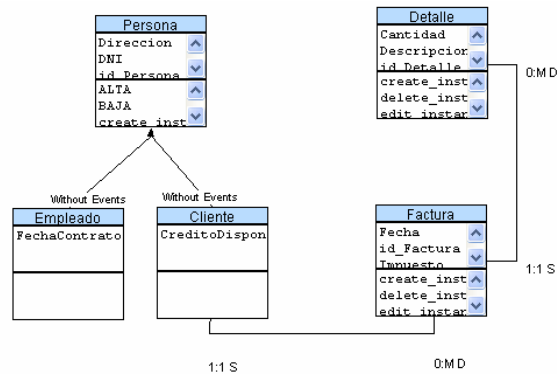 Persona
Direccion
DNI
id_Persona
ALTA
BAJA
create_inst
Detalle
Cantidad
Descripcion
id_Detalle
create_inst
delete_inst
edit_instar
0:M D
Without Events
Without Events
Empleado
FechaContrato
Cliente
CreditoDispon
Factura
Fecha
id_Factura
Impuesto
create_inst
delete_inst
edit_instar
1:1 S
1:1 S
0:M D